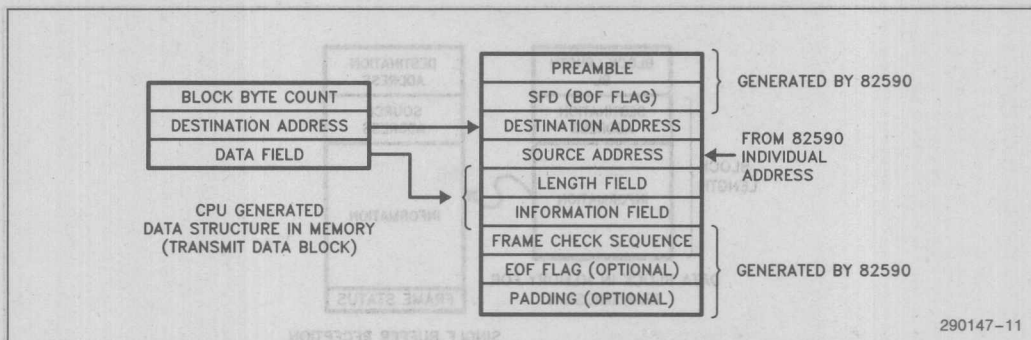 BLOCK BYTE COUNT
DESTINATION ADDRESS
DATA FIELD
CPU GENERATED
DATA STRUCTURE IN MEMORY
(TRANSMIT DATA BLOCK)
PREAMBLE
SFD (BOF FLAG)
DESTINATION ADDRESS
SOURCE ADDRESS
LENGTH FIELD
INFORMATION FIELD
FRAME CHECK SEQUENCE
EOF FLAG (OPTIONAL)
PADDING (OPTIONAL)
GENERATED BY 82590
FROM 82590
INDIVIDUAL
ADDRESS
GENERATED BY 82590
290147-11